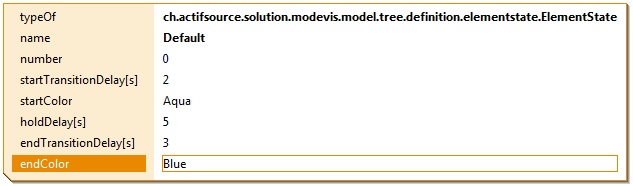 typeOf ch.actifsource.solution.modevis.model.tree.definition.elementstate.ElementState
name Default
number 0
startTransitionDelay[s] 2
startColor Aqua
holdDelay[s] 5
endTransitionDelay[s] 3
endColor Blue